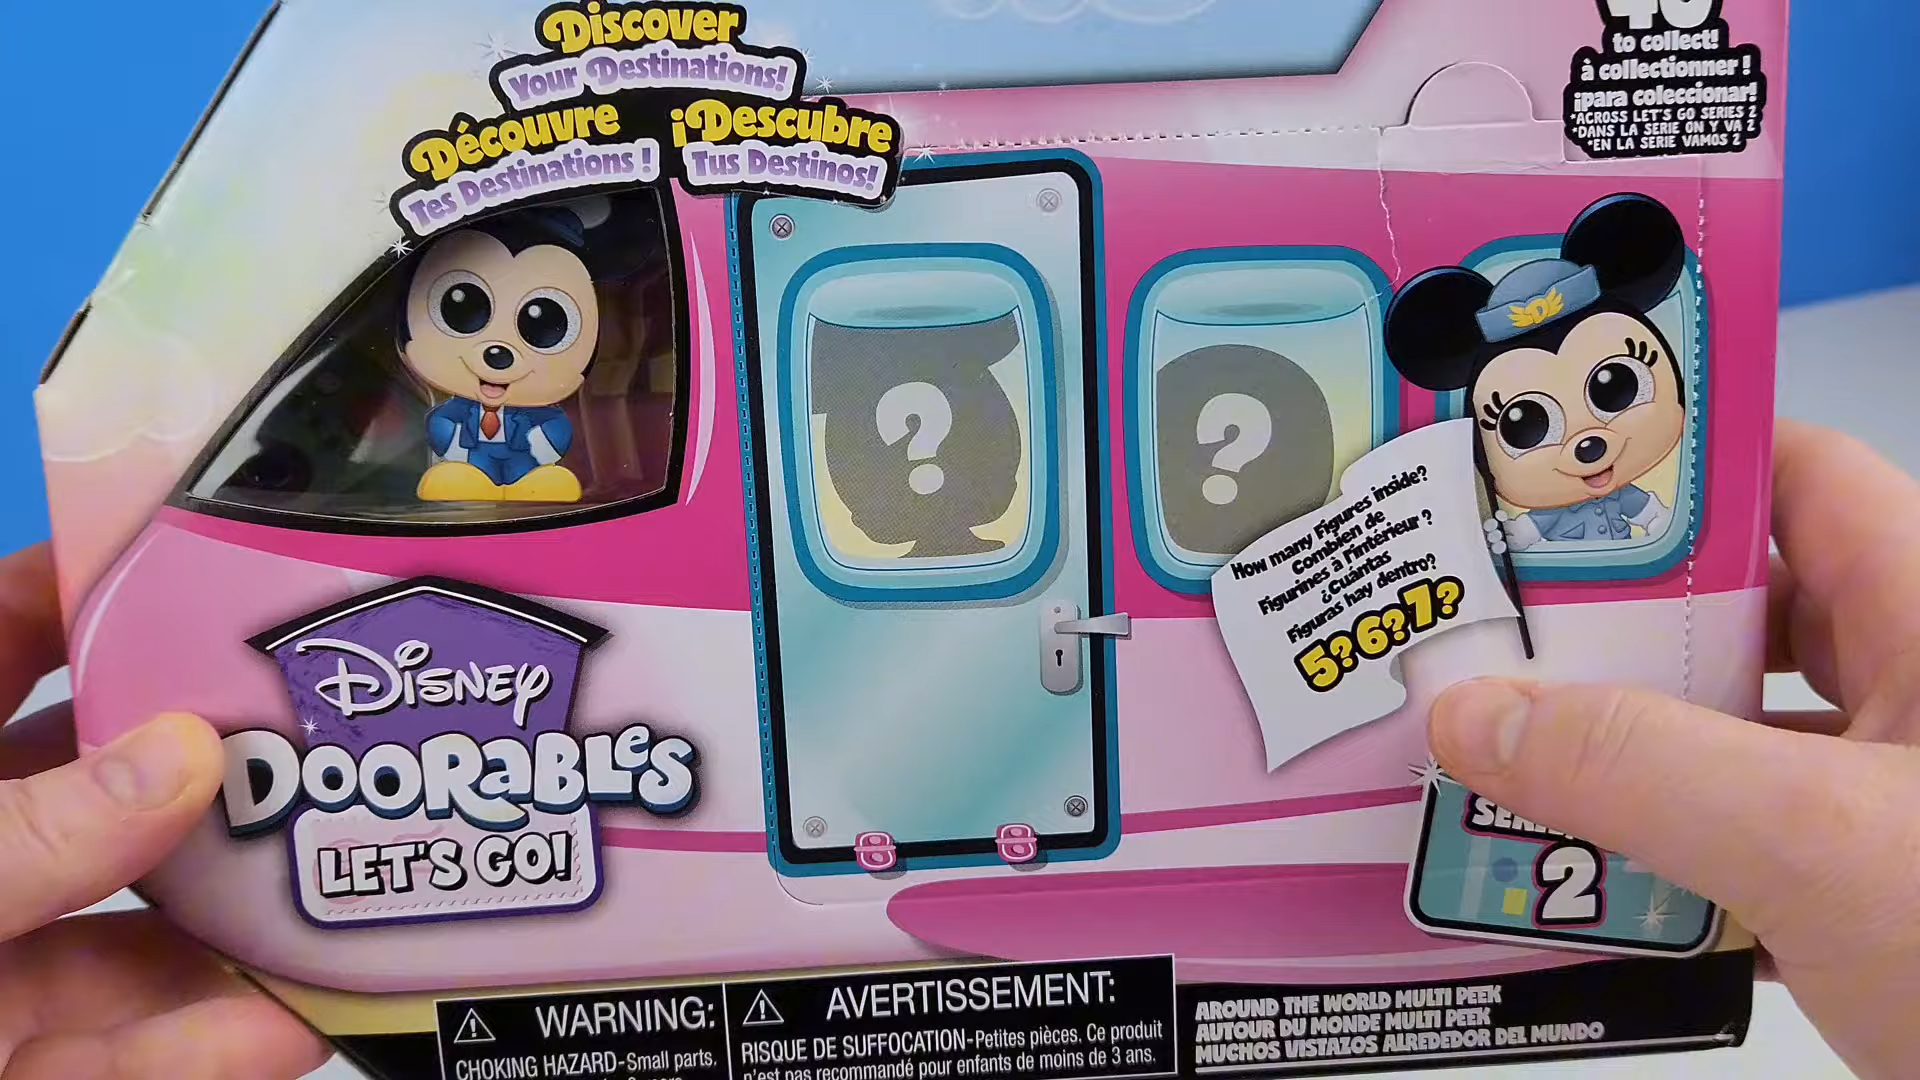 Discover
Your Destinations!
Découvre
Tes Destinations !
¡Descubre
Tus Destinos!
to collect!
à collectionner !
¡para coleccionar!
*ACROSS LET'S GO SERIES 2
*DANS LA SÉRIE ON Y VA 2
*EN LA SERIE VAMOS 2
?
?
How many Figures inside?
Combien de
Figurines à l'intérieur ?
¿Cuántas
Figuras hay dentro?
5? 6? 7?
DISNEY
DOORABLES
LET'S GO!
2
WARNING:
CHOKING HAZARD-Small parts.
AVERTISSEMENT:
RISQUE DE SUFFOCATION-Petites pièces. Ce produit
n'est pas recommandé pour enfants de moins de 3 ans.
AROUND THE WORLD MULTI PEEK
AUTOUR DU MONDE MULTI PEEK
MUCHOS VISTAZOS ALREDEDOR DEL MUNDO